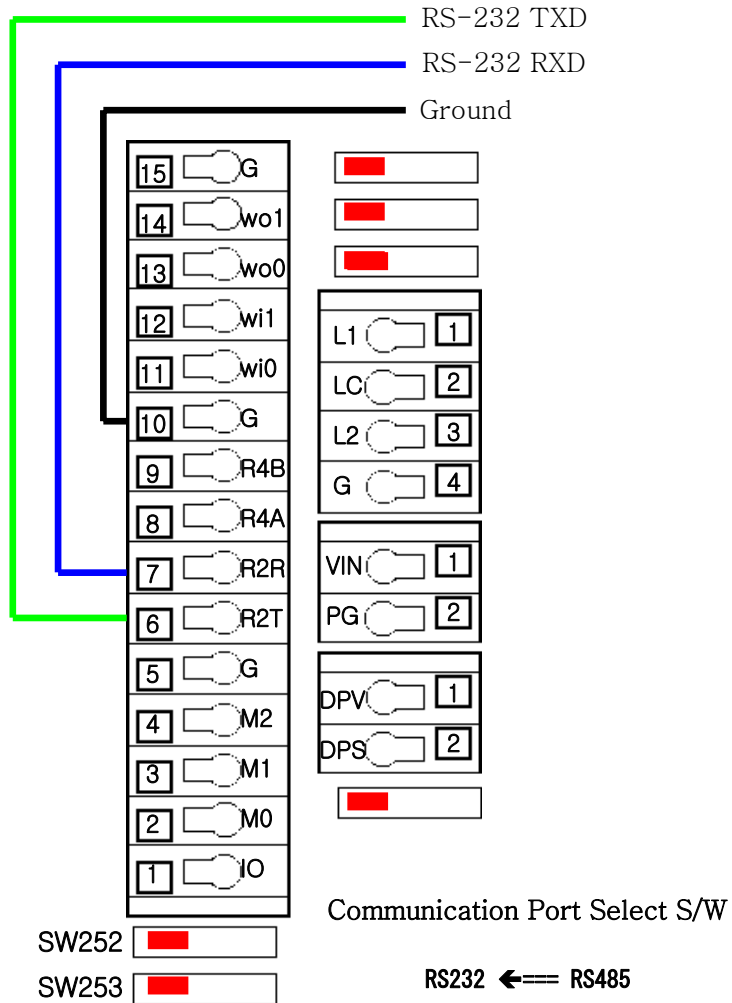 RS-232 TXD
RS-232 RXD
Ground
15 G
14 wo1
13 wo0
12 wi1
11 wi0
10 G
9 R4B
8 R4A
7 R2R
6 R2T
5 G
4 M2
3 M1
2 M0
1 IO
L1 1
LC 2
L2 3
G 4
VIN 1
PG 2
DPV 1
DPS 2
Communication Port Select S/W
SW252
SW253
RS232 🡸=== RS485